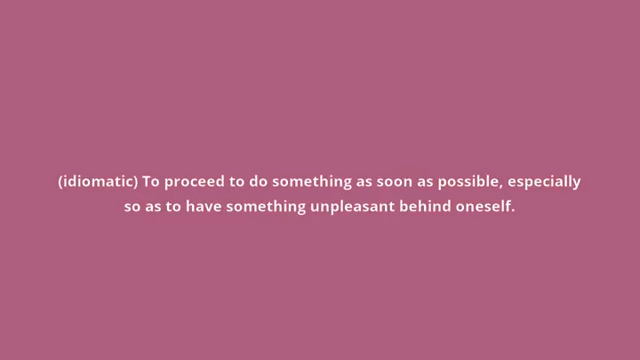 (idiomatic) To proceed to do something as soon as possible, especially
so as to have something unpleasant behind oneself.